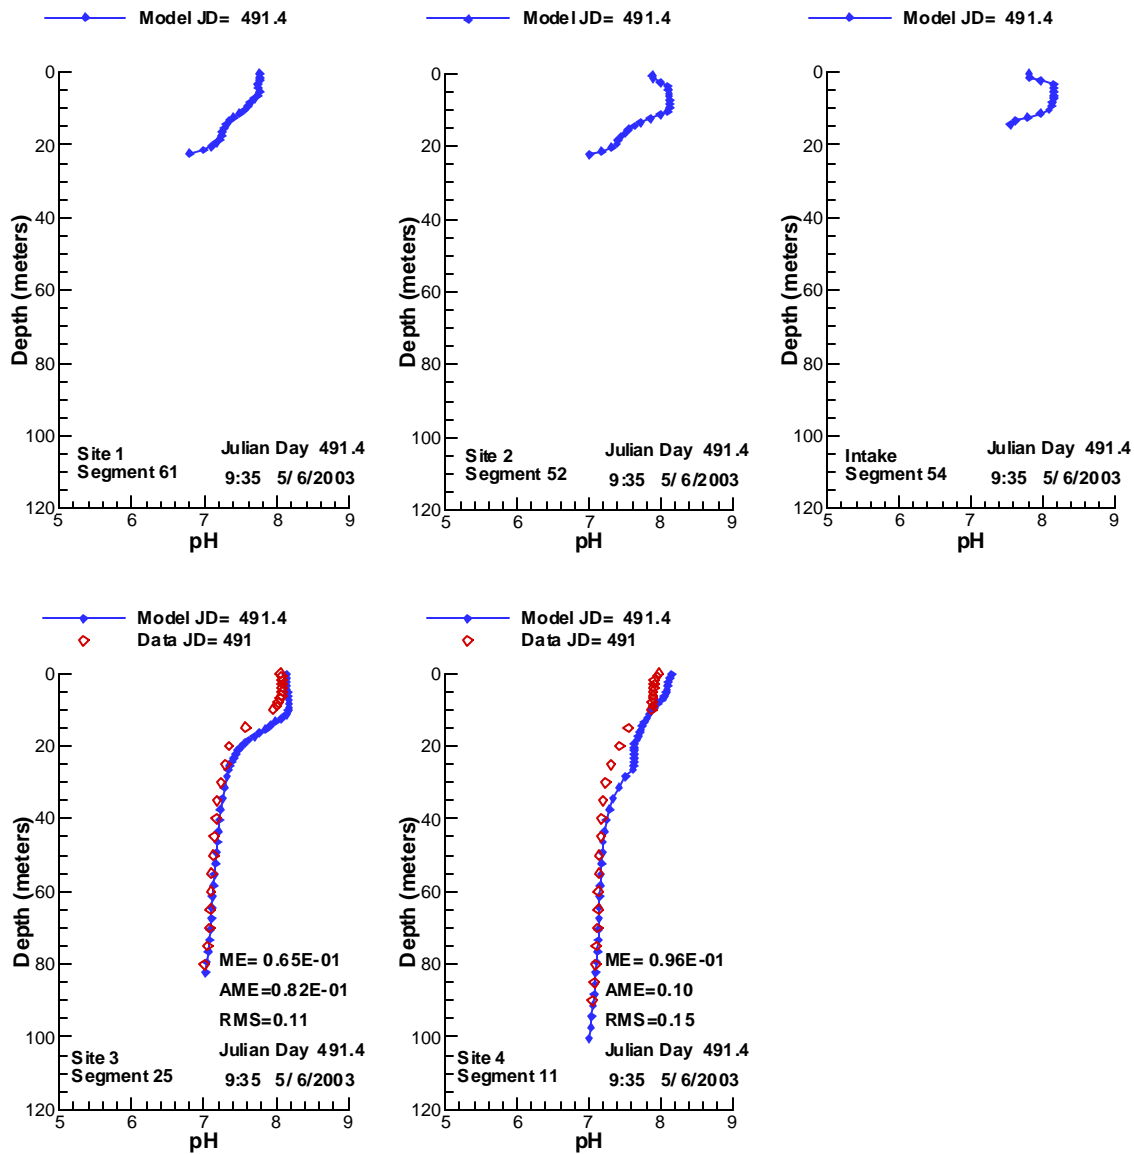 Model JD= 491.4
0
20
40
60
80
100
120
Depth (meters)
5 6 7 8 9
pH
Site 1
Segment 61
Julian Day 491.4
9:35 5/ 6/2003
Model JD= 491.4
0
20
40
60
80
100
120
Depth (meters)
5 6 7 8 9
pH
Site 2
Segment 52
Julian Day 491.4
9:35 5/ 6/2003
Model JD= 491.4
0
20
40
60
80
100
120
Depth (meters)
5 6 7 8 9
pH
Intake
Segment 54
Julian Day 491.4
9:35 5/ 6/2003
Model JD= 491.4
Data JD= 491
0
20
40
60
80
100
120
Depth (meters)
5 6 7 8 9
pH
ME= 0.65E-01
AME=0.82E-01
RMS=0.11
Site 3
Segment 25
Julian Day 491.4
9:35 5/ 6/2003
Model JD= 491.4
Data JD= 491
0
20
40
60
80
100
120
Depth (meters)
5 6 7 8 9
pH
ME= 0.96E-01
AME=0.10
RMS=0.15
Site 4
Segment 11
Julian Day 491.4
9:35 5/ 6/2003